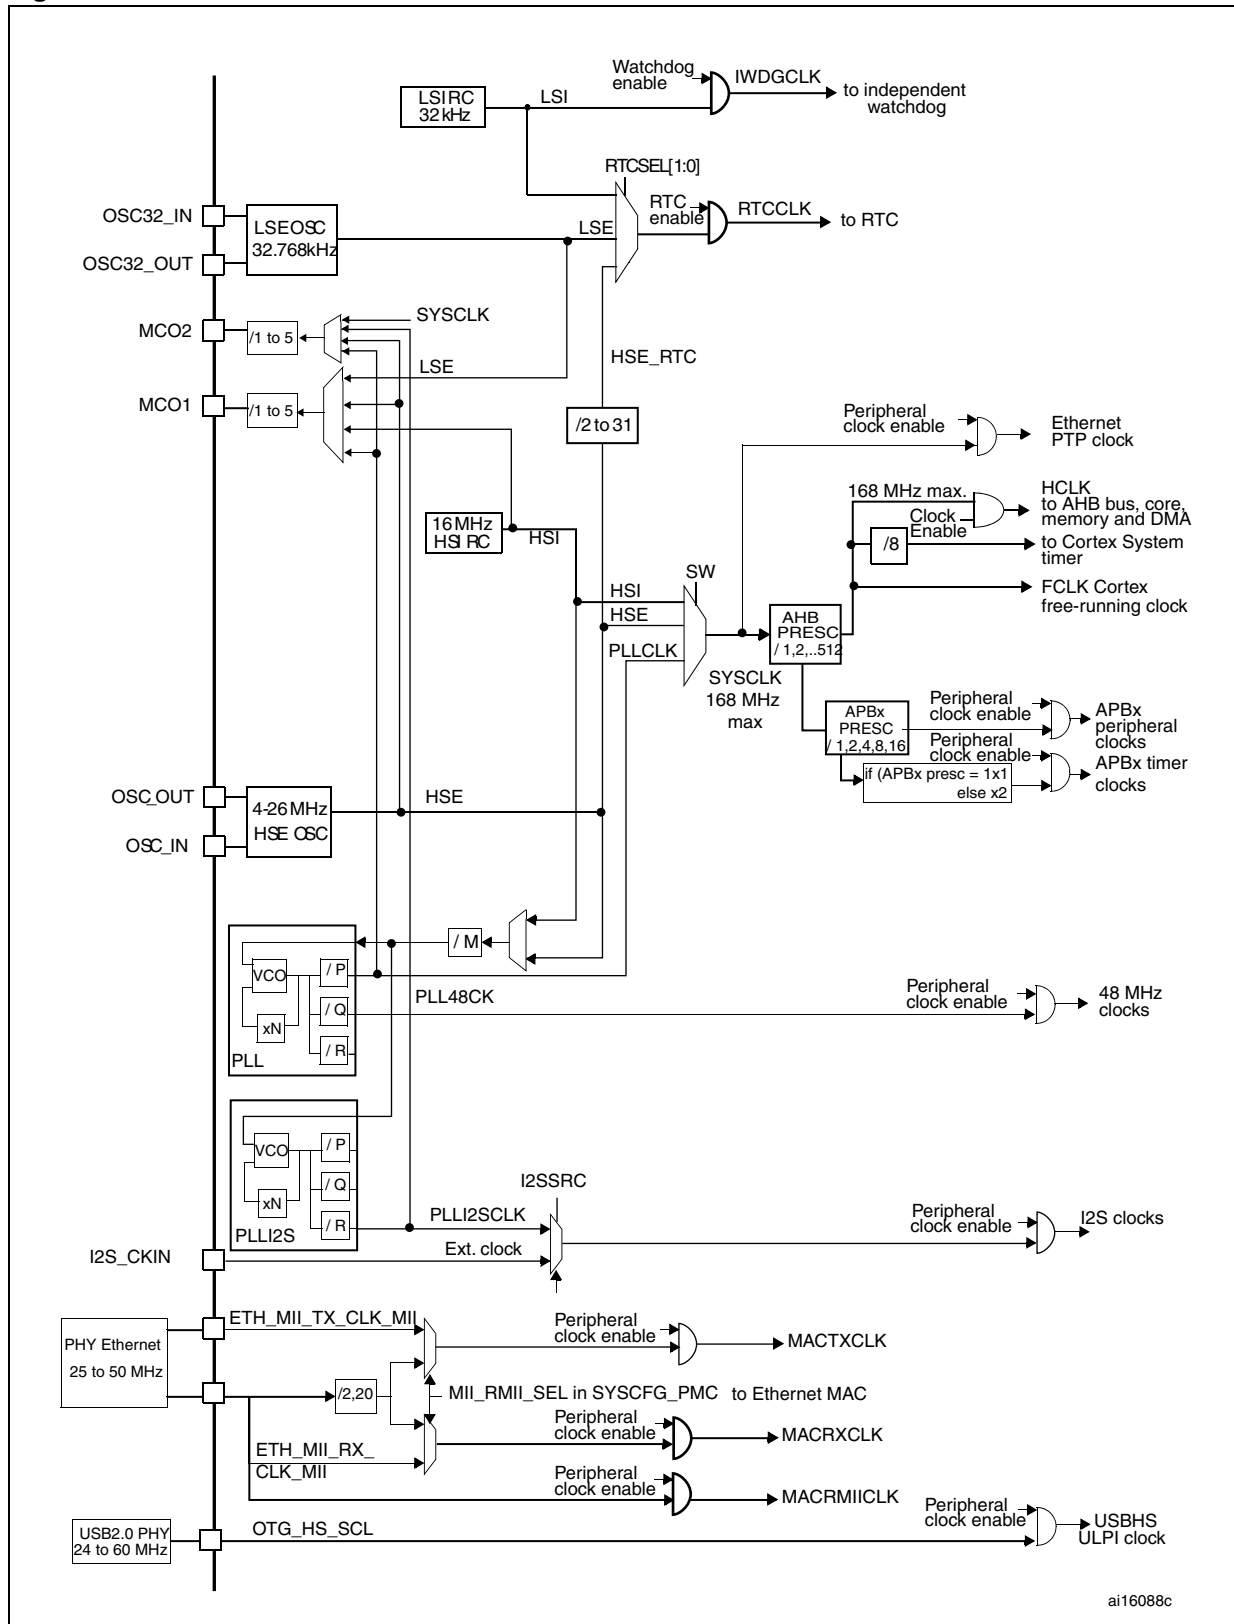 Watchdog
enable
IWDGCLK
to independent
watchdog
LSI RC
32 kHz
LSI
RTCSEL[1:0]
OSC32_IN
LSE OSC
32.768 kHz
OSC32_OUT
LSE
RTC
enable
RTCCLK
to RTC
MCO2
/1 to 5
SYSCLK
HSE_RTC
LSE
MCO1
/1 to 5
/2 to 31
Peripheral
clock enable
Ethernet
PTP clock
168 MHz max.
HCLK
to AHB bus, core,
memory and DMA
Clock
Enable
16 MHz
HSI RC
HSI
/8
to Cortex System
timer
SW
HSI
FCLK Cortex
free-running clock
HSE
AHB
PRESC
/ 1,2,..512
PLLCLK
SYSCLK
168 MHz
max
APBx
PRESC
/ 1,2,4,8,16
Peripheral
clock enable
APBx
peripheral
clocks
Peripheral
clock enable
APBx timer
clocks
if (APBx presc = 1x1
else x2
OSC_OUT
4-26 MHz
HSE OSC
HSE
OSC_IN
/ M
VCO
/ P
PLL48CK
Peripheral
clock enable
48 MHz
clocks
xN
/ Q
/ R
PLL
VCO
/ P
/ Q
xN
I2SSRC
/ R
PLLI2SCLK
Peripheral
clock enable
I2S clocks
PLLI2S
I2S_CKIN
Ext. clock
ETH_MII_TX_CLK_MII
Peripheral
clock enable
MACTXCLK
PHY Ethernet
25 to 50 MHz
/2,20
MII_RMII_SEL in SYSCFG_PMC
to Ethernet MAC
Peripheral
clock enable
MACRXCLK
ETH_MII_RX_
CLK_MII
Peripheral
clock enable
MACRMIICLK
USB2.0 PHY
24 to 60 MHz
OTG_HS_SCL
Peripheral
clock enable
USBHS
ULPI clock
ai16088c